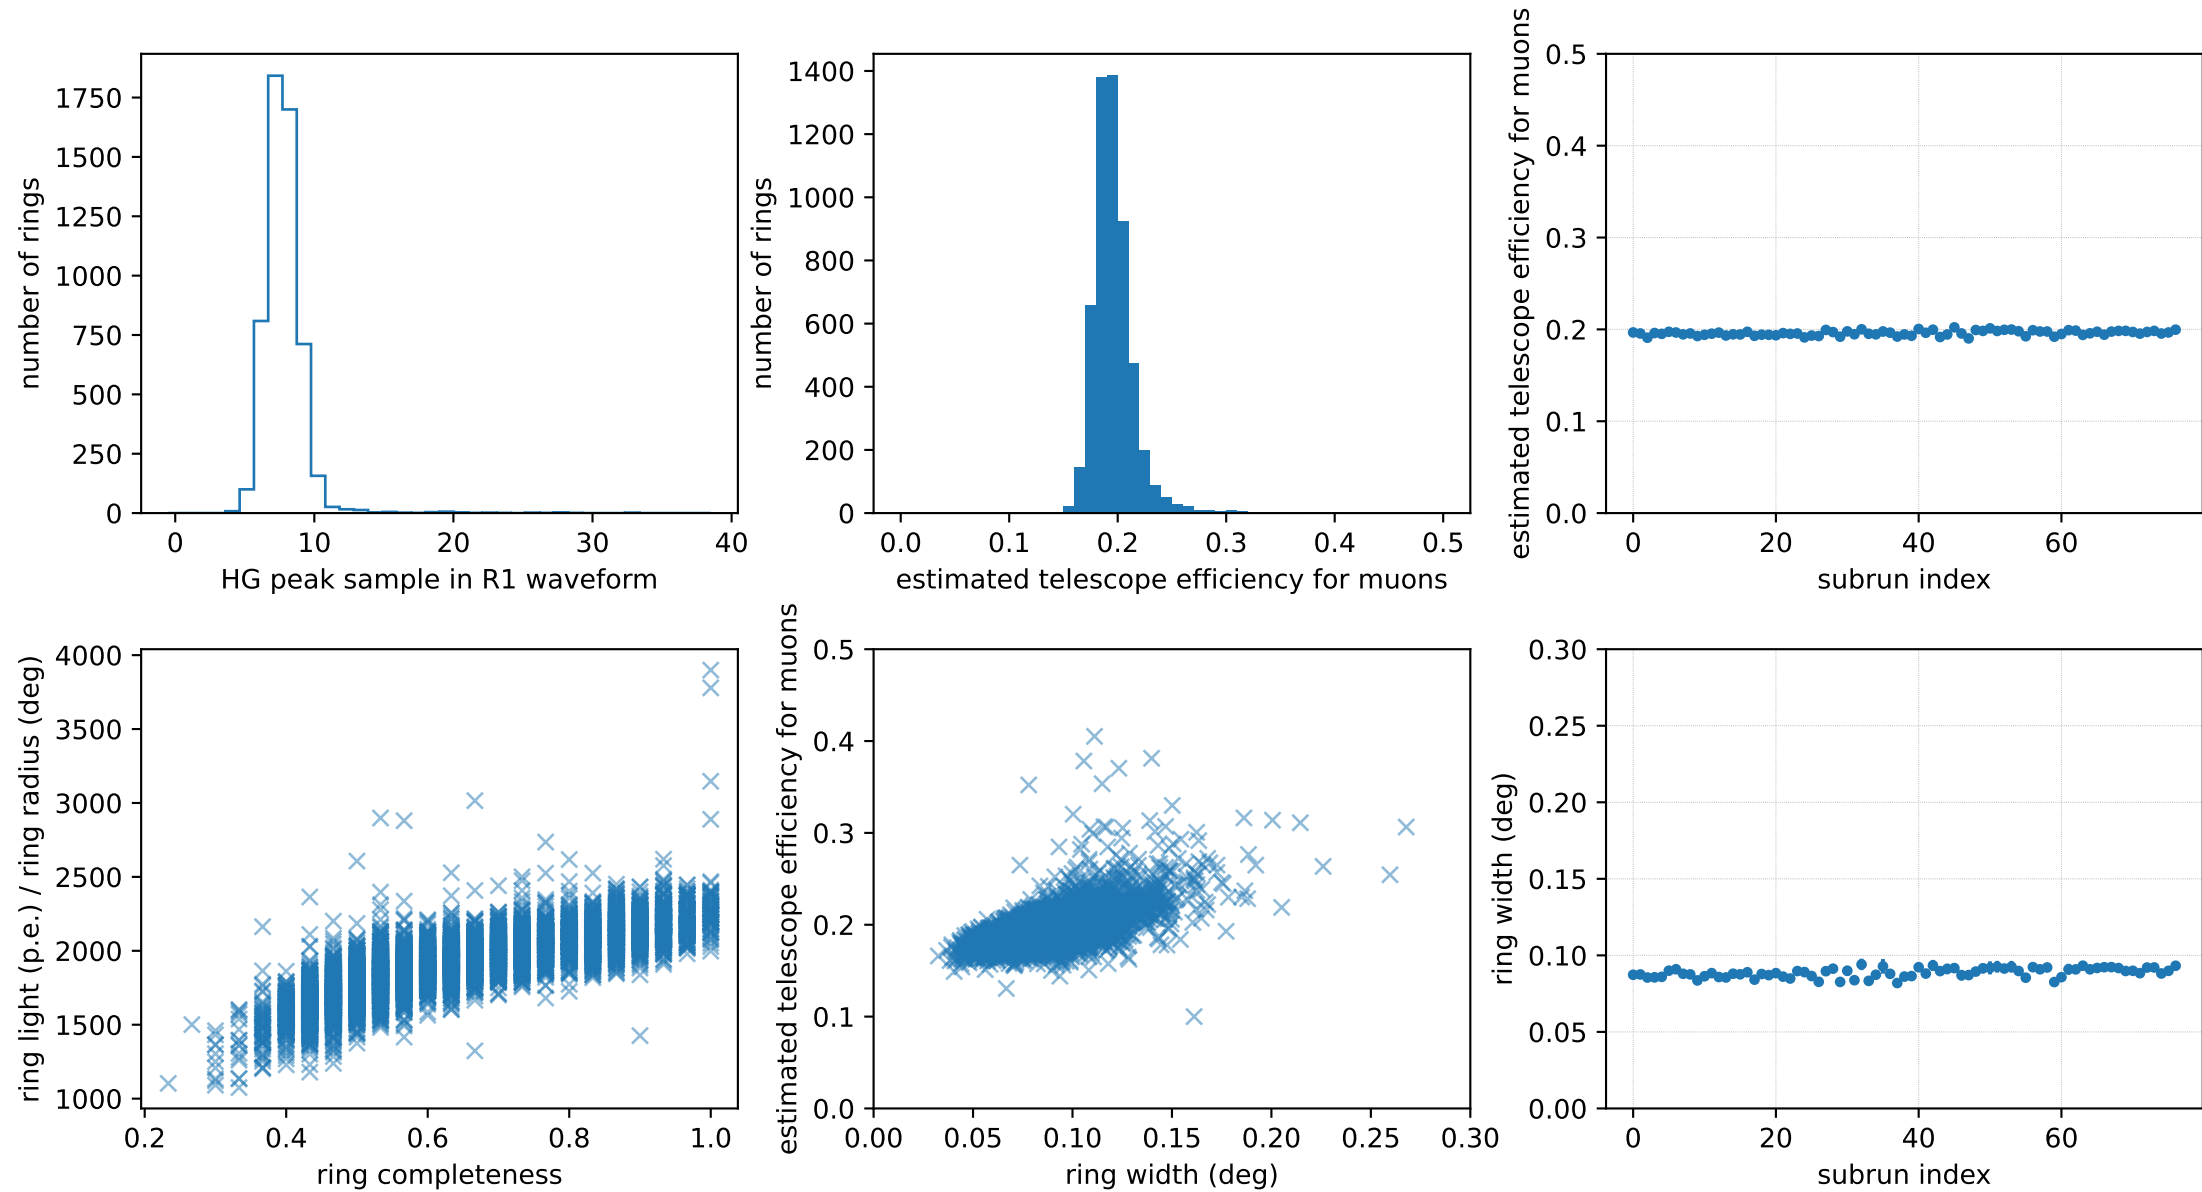 number of rings
1750
1500
1250
1000
750
500
250
0
0 10 20 30 40
HG peak sample in R1 waveform
number of rings
1400
1200
1000
800
600
400
200
0
0.0 0.1 0.2 0.3 0.4 0.5
estimated telescope efficiency for muons
estimated telescope efficiency for muons
0.5
0.4
0.3
0.2
0.1
0.0
0 20 40 60
subrun index
ring light (p.e.) / ring radius (deg)
4000
3500
3000
2500
2000
1500
1000
0.2 0.4 0.6 0.8 1.0
ring completeness
estimated telescope efficiency for muons
0.5
0.4
0.3
0.2
0.1
0.0
0.00 0.05 0.10 0.15 0.20 0.25 0.30
ring width (deg)
ring width (deg)
0.30
0.25
0.20
0.15
0.10
0.05
0.00
0 20 40 60
subrun index